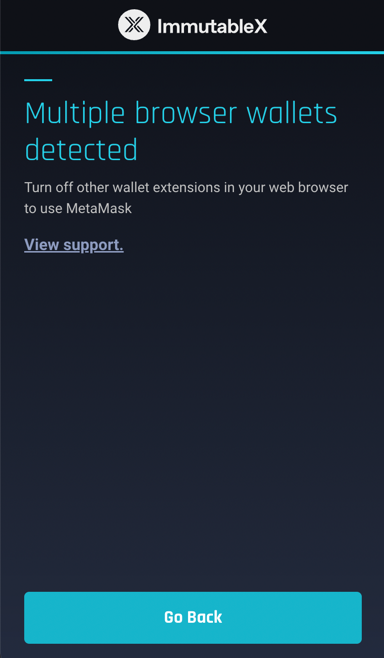 ImmutableX
Multiple browser wallets
detected
Turn off other wallet extensions in your web browser
to use MetaMask
View support.
Go Back